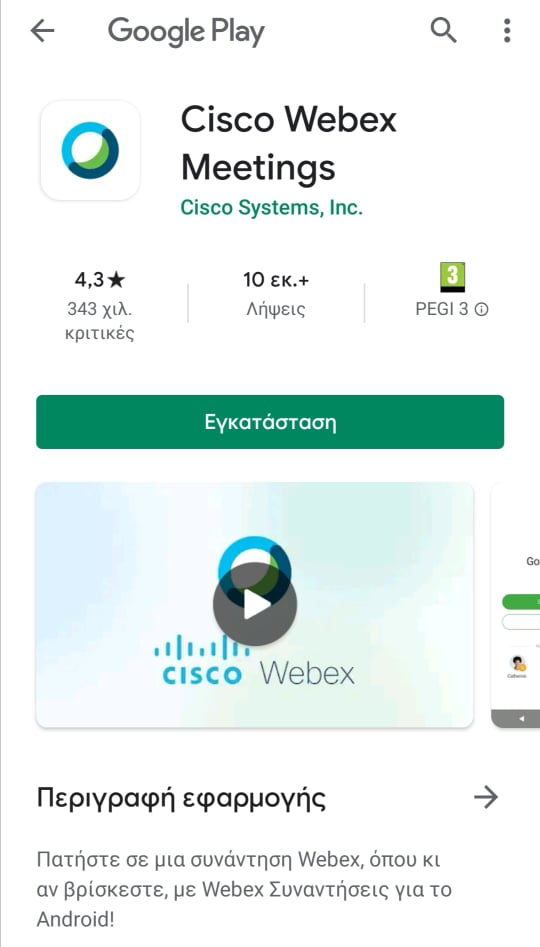 Google Play
Cisco Webex
Meetings
Cisco Systems, Inc.
4,3★
343 χιλ.
κριτικές
10 εκ.+
Λήψεις
3
PEGI 3
Εγκατάσταση
CISCO Webex
Go
Περιγραφή εφαρμογής
Πατήστε σε μια συνάντηση Webex, όπου κι
αν βρίσκεστε, με Webex Συναντήσεις για το
Android!